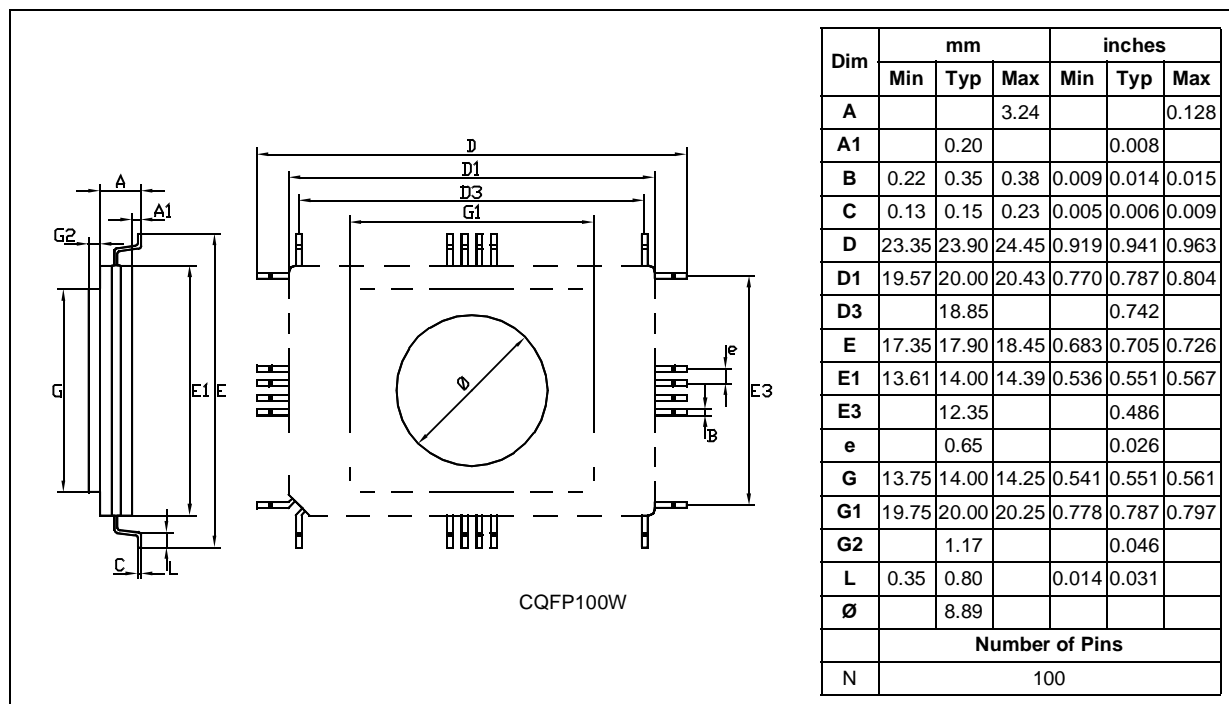 D
D1
A
D3
A1
G1
G2
e
G
E1
E
Ø
E3
B
C
L
CQFP100W
Dim mm inches
Min Typ Max Min Typ Max
A 3.24 0.128
A1 0.20 0.008
B 0.22 0.35 0.38 0.009 0.014 0.015
C 0.13 0.15 0.23 0.005 0.006 0.009
D 23.35 23.90 24.45 0.919 0.941 0.963
D1 19.57 20.00 20.43 0.770 0.787 0.804
D3 18.85 0.742
E 17.35 17.90 18.45 0.683 0.705 0.726
E1 13.61 14.00 14.39 0.536 0.551 0.567
E3 12.35 0.486
e 0.65 0.026
G 13.75 14.00 14.25 0.541 0.551 0.561
G1 19.75 20.00 20.25 0.778 0.787 0.797
G2 1.17 0.046
L 0.35 0.80 0.014 0.031
Ø 8.89
Number of Pins
N 100